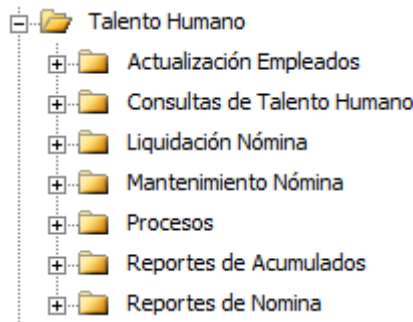 Talento Humano
Actualización Empleados
Consultas de Talento Humano
Liquidación Nómina
Mantenimiento Nómina
Procesos
Reportes de Acumulados
Reportes de Nomina